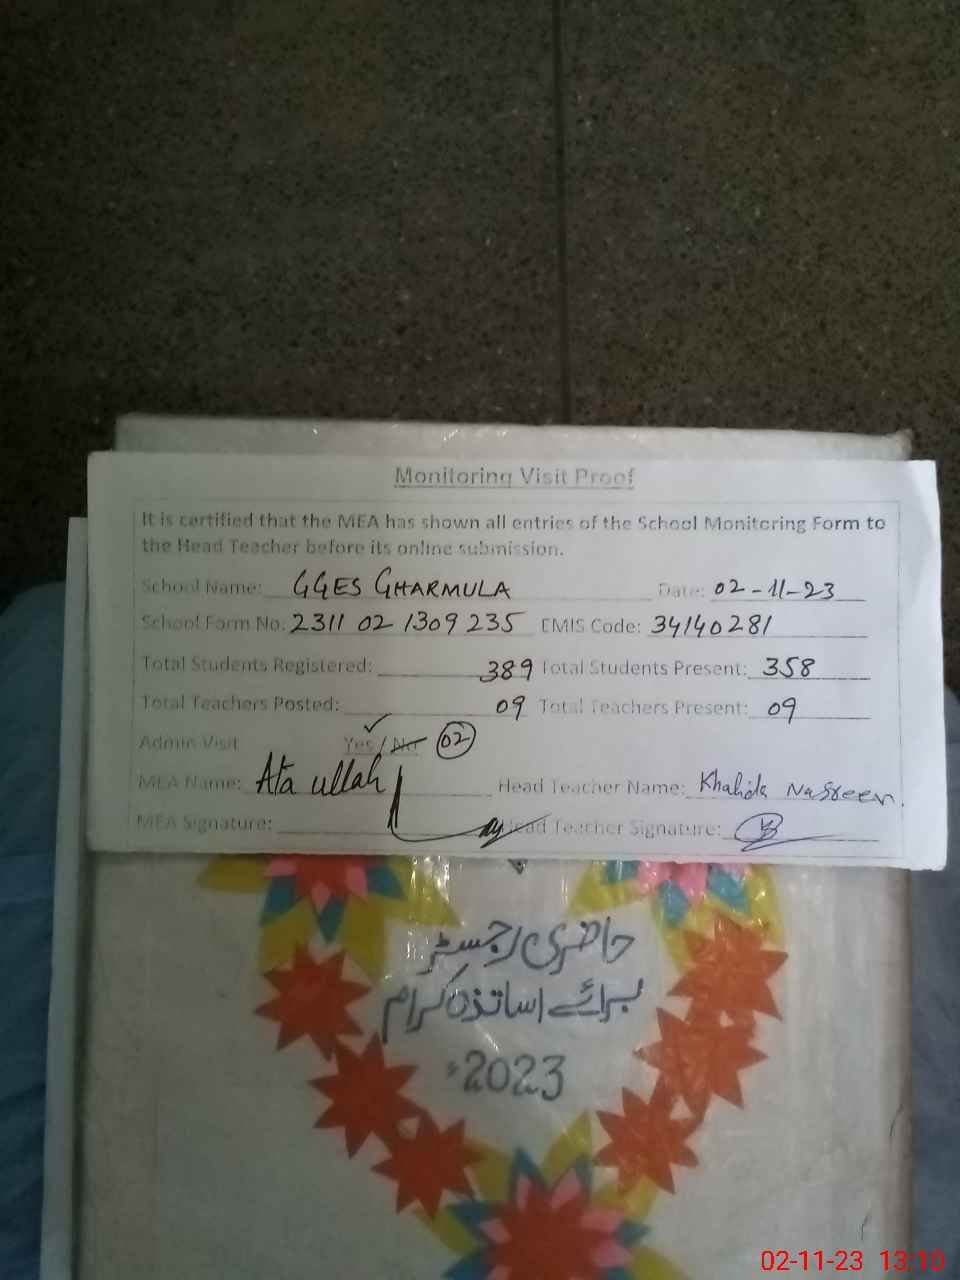 Monitoring Visit Proof
It is certified that the MEA has shown all entries of the School Monitoring Form to
the Head Teacher before its online submission.
School Name: GGES GHARMULA Date: 02-11-23
School Form No: 2311 02 1309 235 EMIS Code: 34140281
Total Students Registered: 389 Total Students Present: 358
Total Teachers Posted: 09 Total Teachers Present: 09
Admin Visit Yes / No 02
MEA Name: Ata ullah Head Teacher Name: Khalida Nasreen.
MEA Signature: Head Teacher Signature:
حاضری رجسٹر
برائے اساتذہ کرام
2023ء
02-11-23 13:10